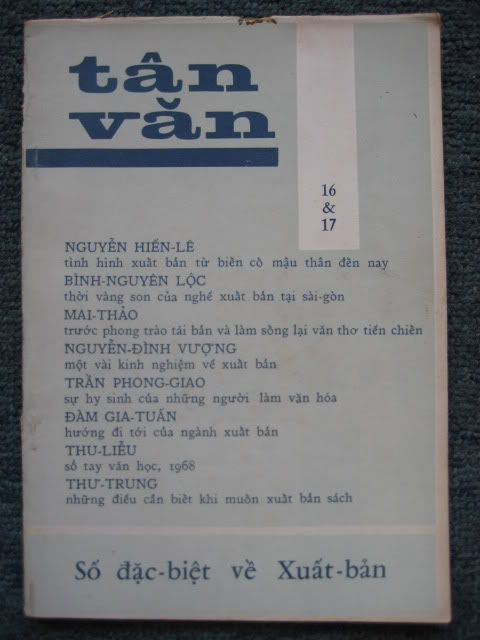 tân
văn
16
&
17
NGUYỄN HIẾN-LÊ
tình hình xuất bản từ biến cố mậu thân đến nay
BÌNH-NGUYÊN LỘC
thời vàng son của nghề xuất bản tại sài-gòn
MAI-THẢO
trước phong trào tái bản và làm sống lại văn thơ tiền chiến
NGUYỄN-ĐÌNH VƯỢNG
một vài kinh nghiệm về xuất bản
TRẦN PHONG-GIAO
sự hy sinh của những người làm văn hóa
ĐÀM GIA-TUẤN
hướng đi tới của ngành xuất bản
THU-LIỄU
sổ tay văn học, 1968
THƯ-TRUNG
những điều cần biết khi muốn xuất bản sách
Số đặc-biệt về Xuất-bản